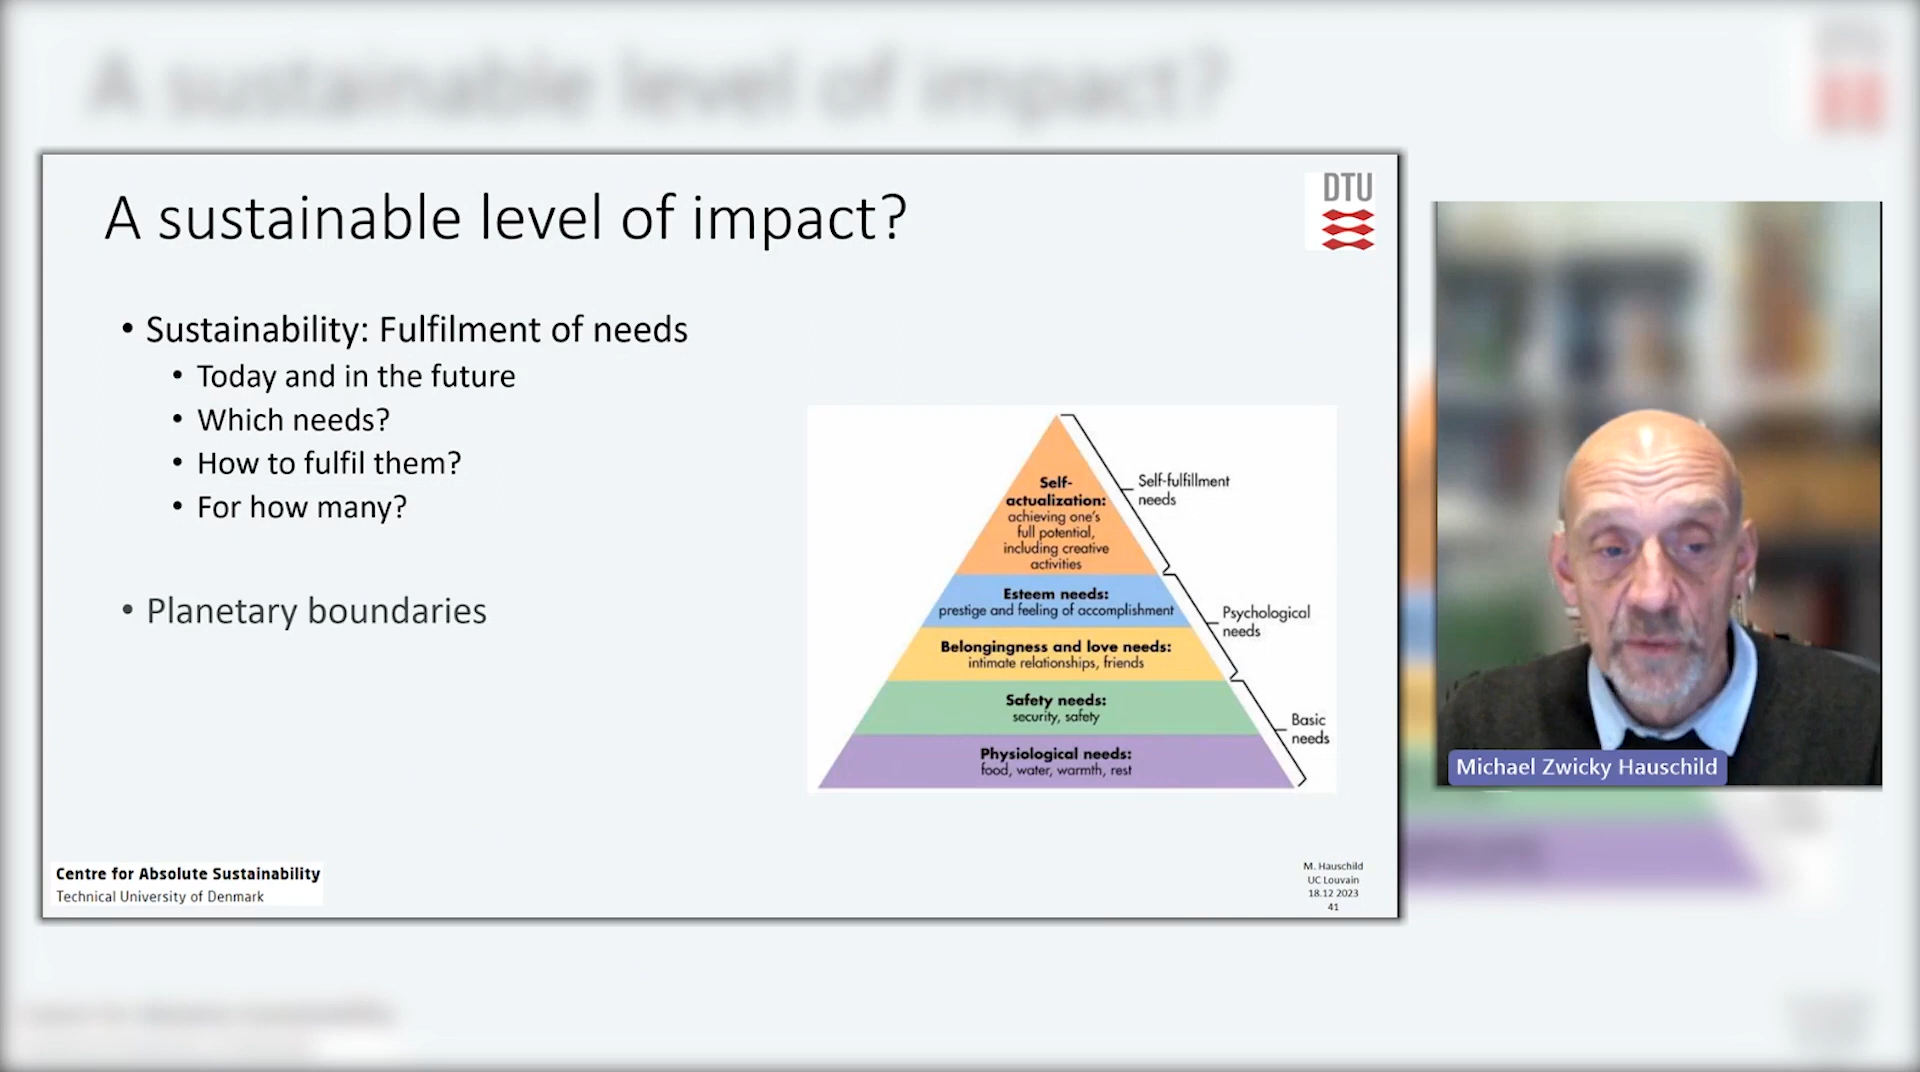 A sustainable level of impact?
A sustainable level of impact?
DTU
• Sustainability: Fulfilment of needs
• Today and in the future
• Which needs?
• How to fulfil them?
• For how many?
• Planetary boundaries
Self-
actualization:
achieving one's
full potential,
including creative
activities
Self-fulfillment
needs
Esteem needs:
prestige and feeling of accomplishment
Psychological
needs
Belongingness and love needs:
intimate relationships, friends
Safety needs:
security, safety
Basic
needs
Physiological needs:
food, water, warmth, rest
Michael Zwicky Hauschild
Centre for Absolute Sustainability
Technical University of Denmark
M. Hauschild
UC Louvain
18.12 2023
41